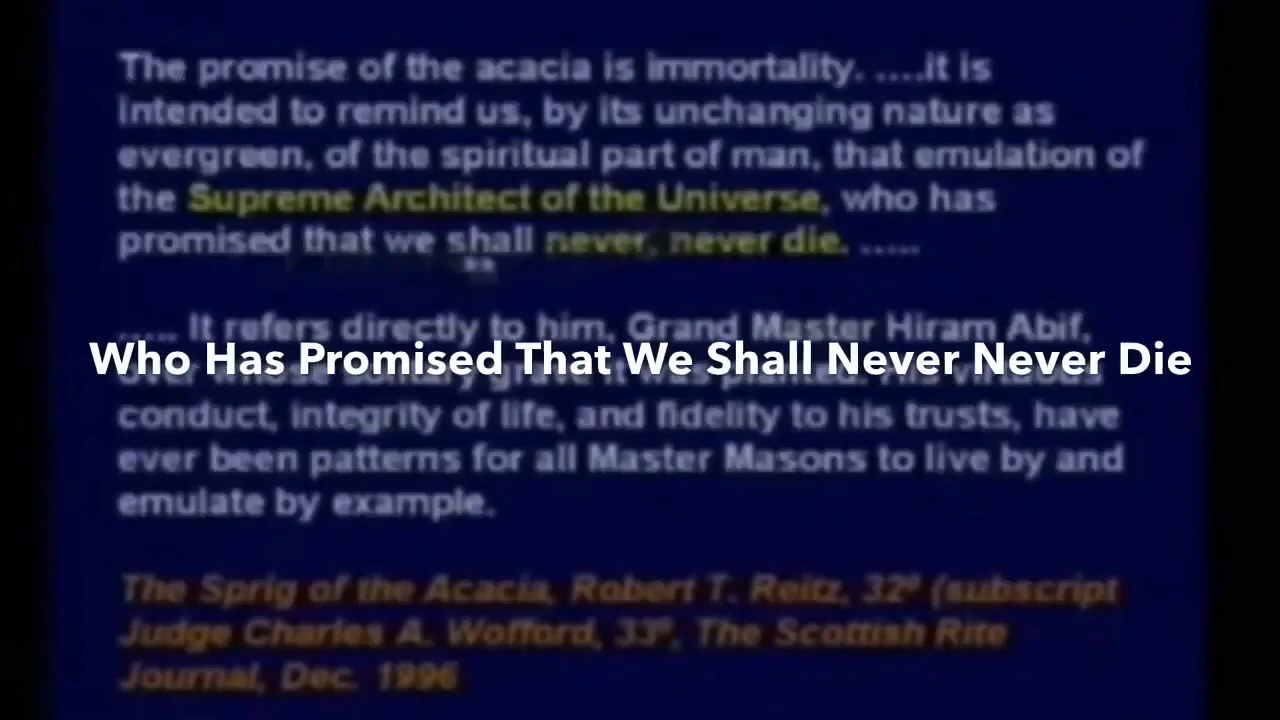 The promise of the acacia is immortality. .....it is
intended to remind us, by its unchanging nature as
evergreen, of the spiritual part of man, that emulation of
the Supreme Architect of the Universe, who has
promised that we shall never, never die. .....
..... It refers directly to him, Grand Master Hiram Abif,
Who Has Promised That We Shall Never Never Die
over whose solitary grave it was planted. His virtuous
conduct, integrity of life, and fidelity to his trusts, have
ever been patterns for all Master Masons to live by and
emulate by example.
The Sprig of the Acacia, Robert T. Reitz, 32º (subscript
Judge Charles A. Wofford, 33º, The Scottish Rite
Journal, Dec. 1996